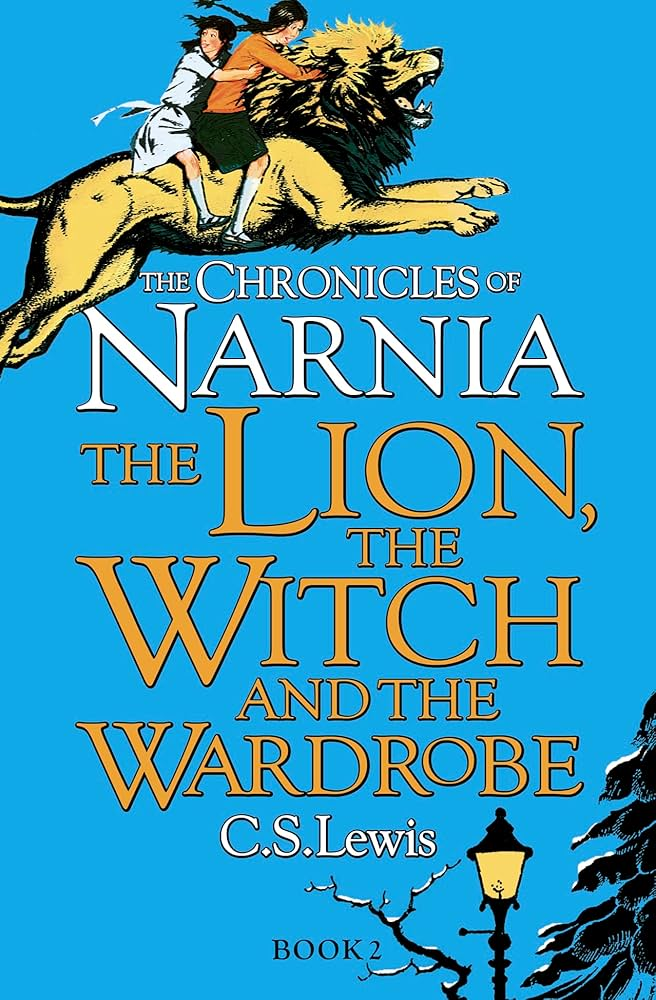 THE CHRONICLES OF
NARNIA
THE LION,
THE
WITCH
AND THE
WARDROBE
C.S.Lewis
BOOK 2